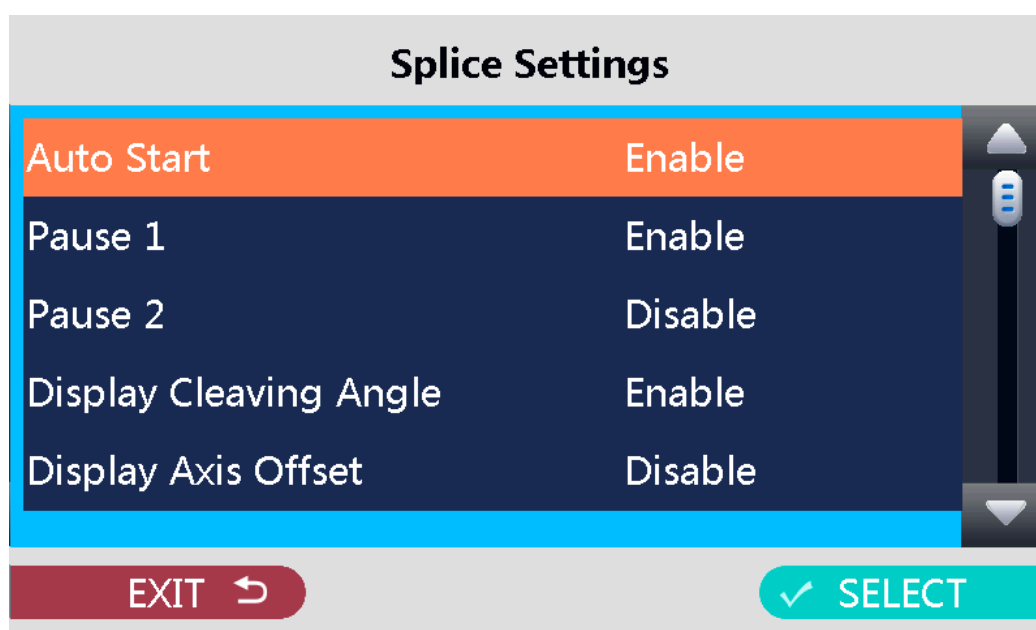 Splice Settings
Auto Start Enable
Pause 1 Enable
Pause 2 Disable
Display Cleaving Angle Enable
Display Axis Offset Disable
EXIT SELECT